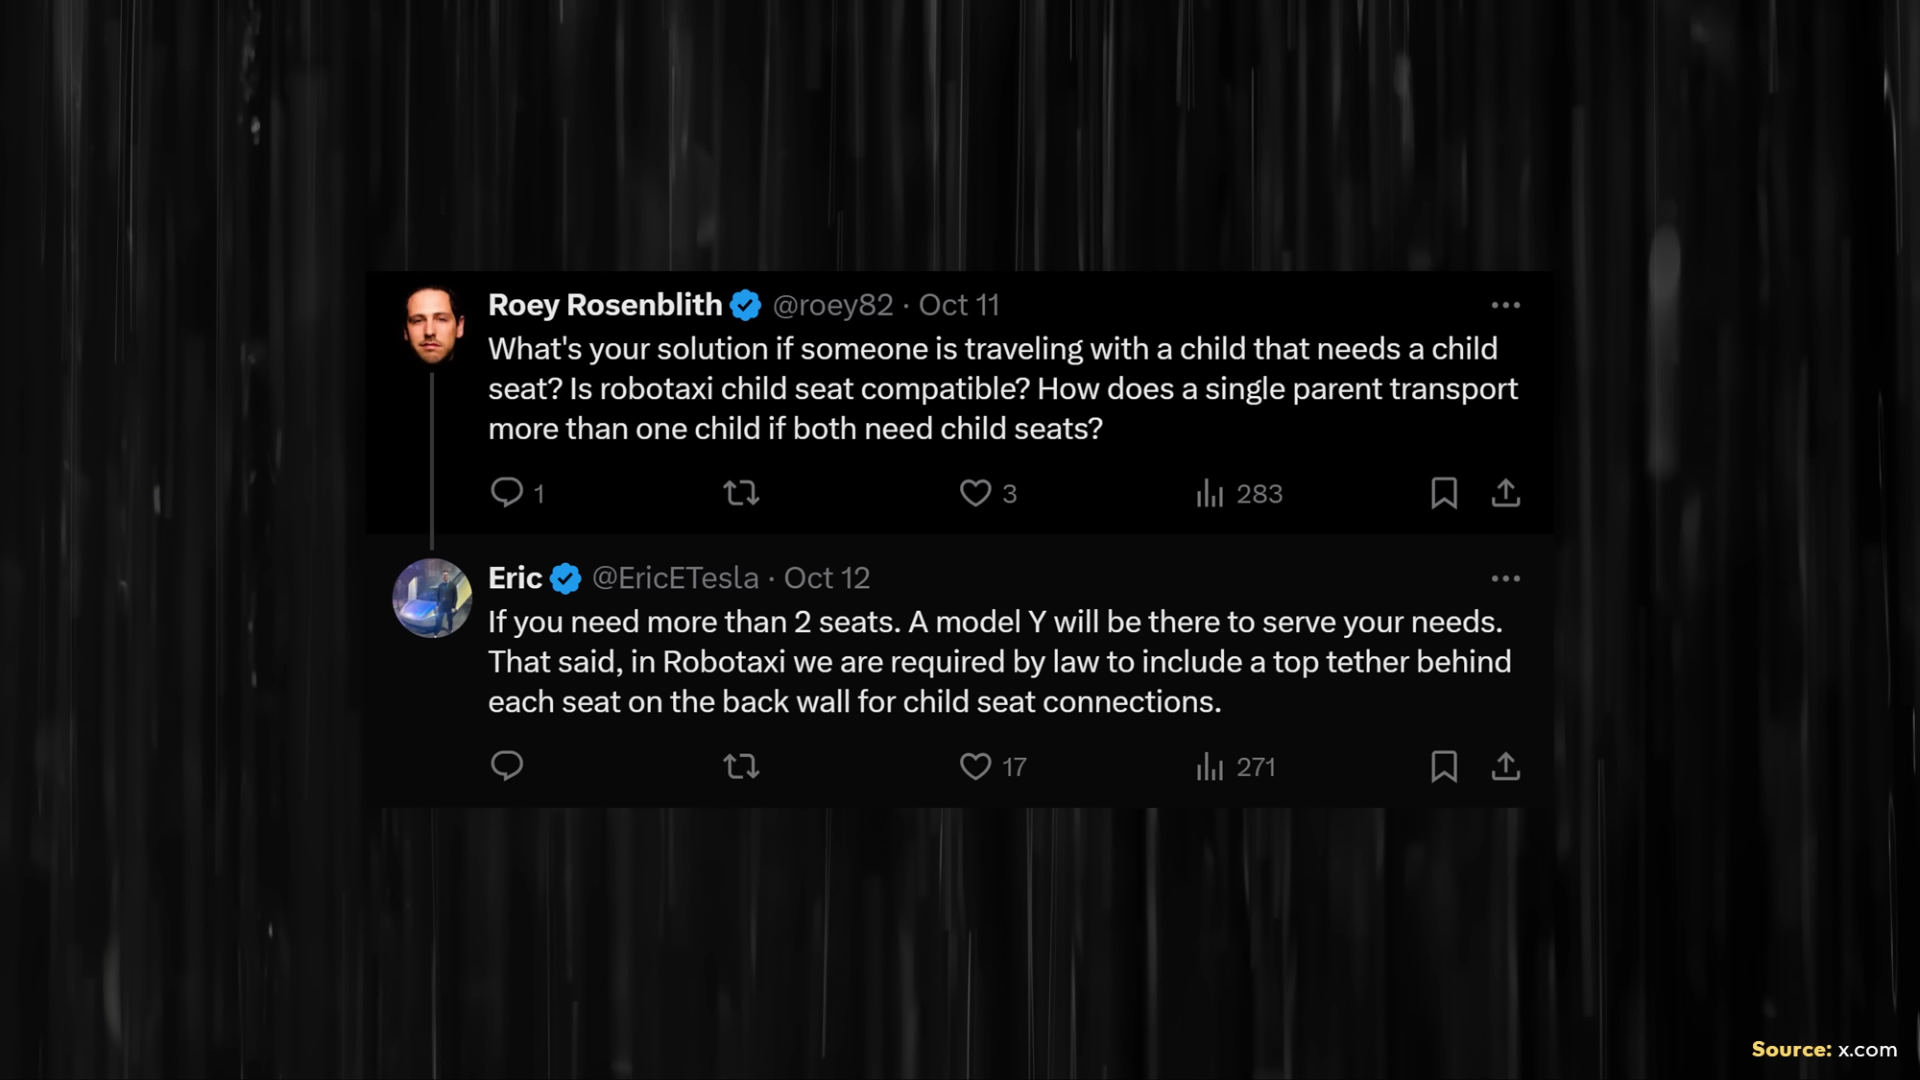 Roey Rosenblith @roey82 · Oct 11
What's your solution if someone is traveling with a child that needs a child
seat? Is robotaxi child seat compatible? How does a single parent transport
more than one child if both need child seats?
1 3 283
Eric @EricETesla · Oct 12
If you need more than 2 seats. A model Y will be there to serve your needs.
That said, in Robotaxi we are required by law to include a top tether behind
each seat on the back wall for child seat connections.
17 271
Source: x.com